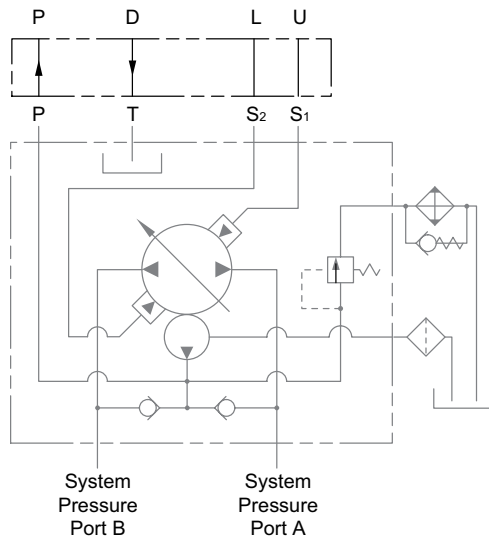 P D L U
P T S2 S1
System Pressure Port B
System Pressure Port A